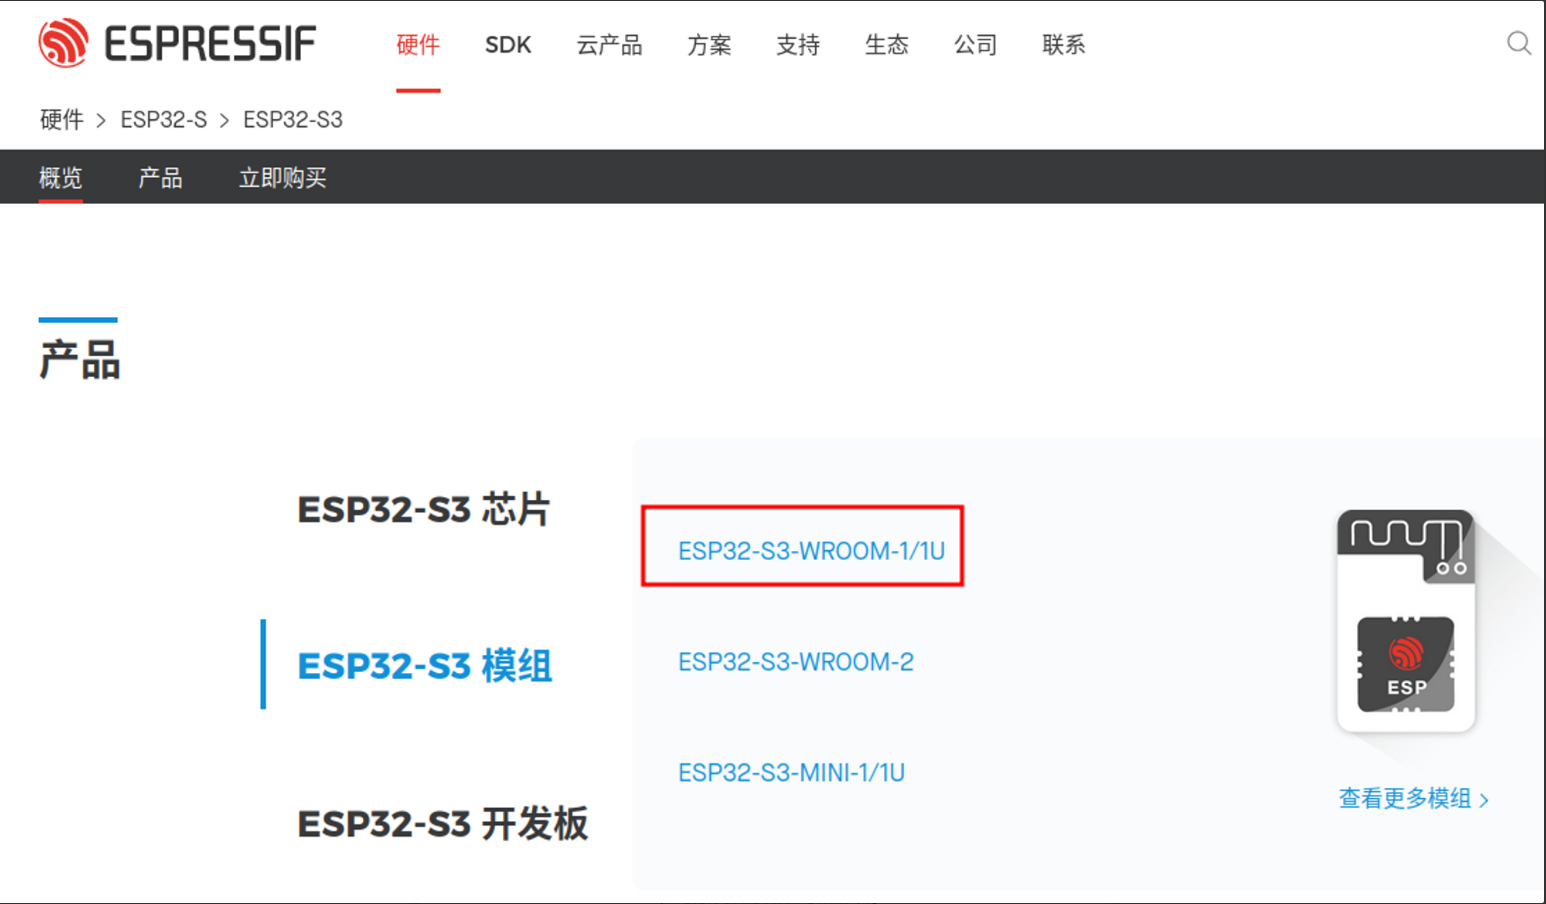 ESPRESSIF
硬件 SDK 云产品 方案 支持 生态 公司 联系
硬件 > ESP32-S > ESP32-S3
概览 产品 立即购买
产品
ESP32-S3 芯片
ESP32-S3-WROOM-1/1U
ESP32-S3 模组
ESP32-S3-WROOM-2
ESP
ESP32-S3-MINI-1/1U
查看更多模组 >
ESP32-S3 开发板